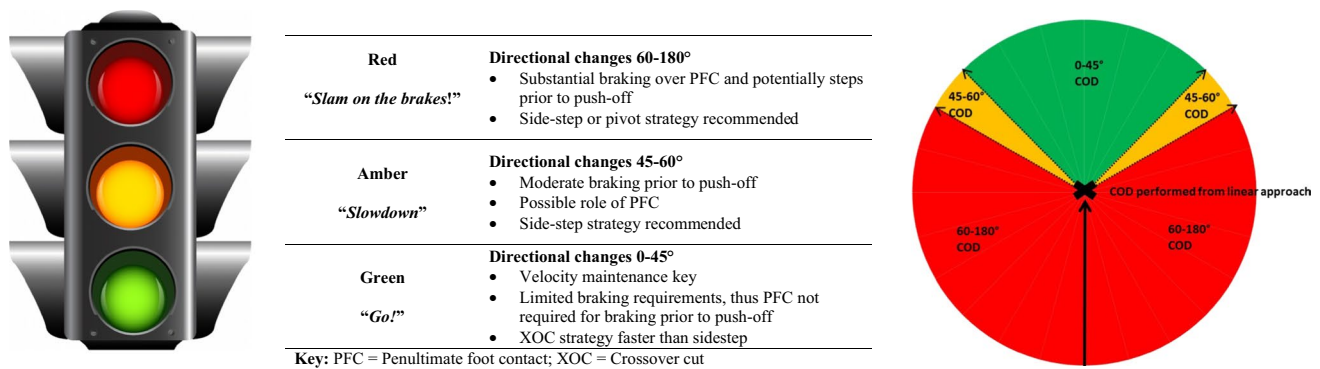 Red
“Slam on the brakes!”
Directional changes 60-180°
• Substantial braking over PFC and potentially steps
prior to push-off
• Side-step or pivot strategy recommended
Amber
“Slowdown”
Directional changes 45-60°
• Moderate braking prior to push-off
• Possible role of PFC
• Side-step strategy recommended
Green
“Go!”
Directional changes 0-45°
• Velocity maintenance key
• Limited braking requirements, thus PFC not
required for braking prior to push-off
• XOC strategy faster than sidestep
Key: PFC = Penultimate foot contact; XOC = Crossover cut
0-45°
COD
45-60°
COD
45-60°
COD
COD performed from linear approach
60-180°
COD
60-180°
COD